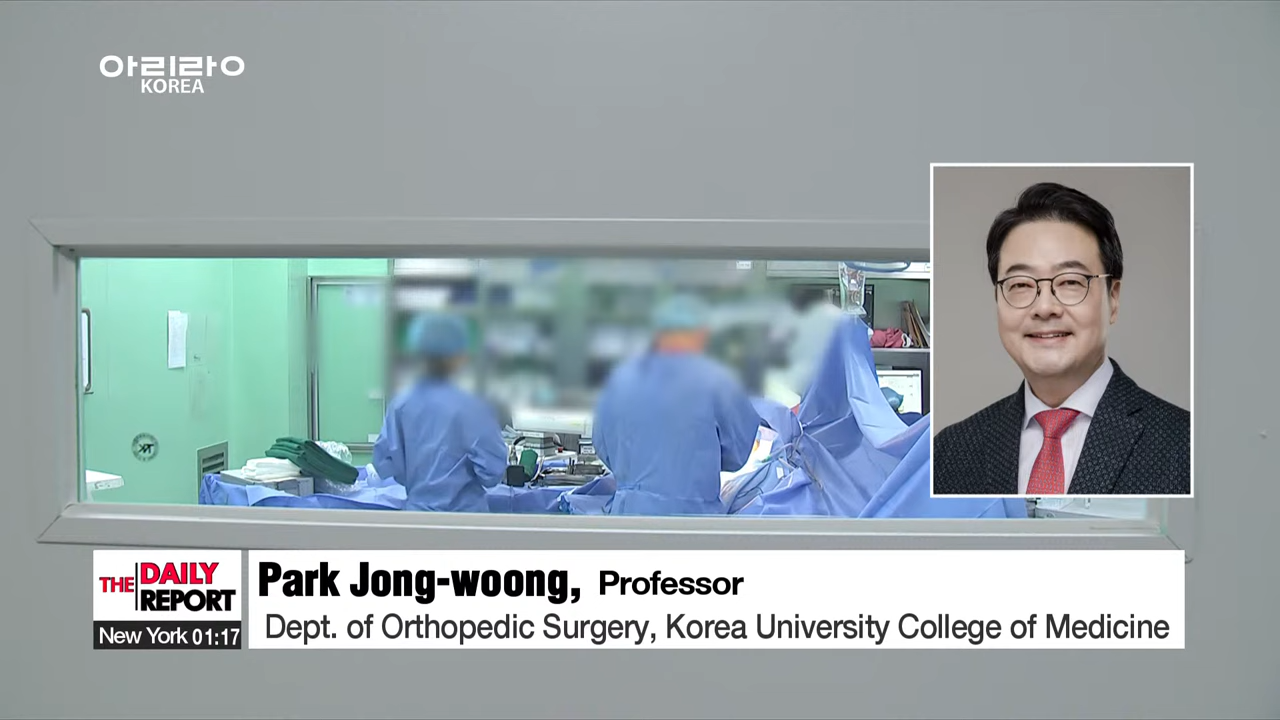 아리랑
KOREA
THE DAILY REPORT
New York 01:17
Park Jong-woong, Professor
Dept. of Orthopedic Surgery, Korea University College of Medicine